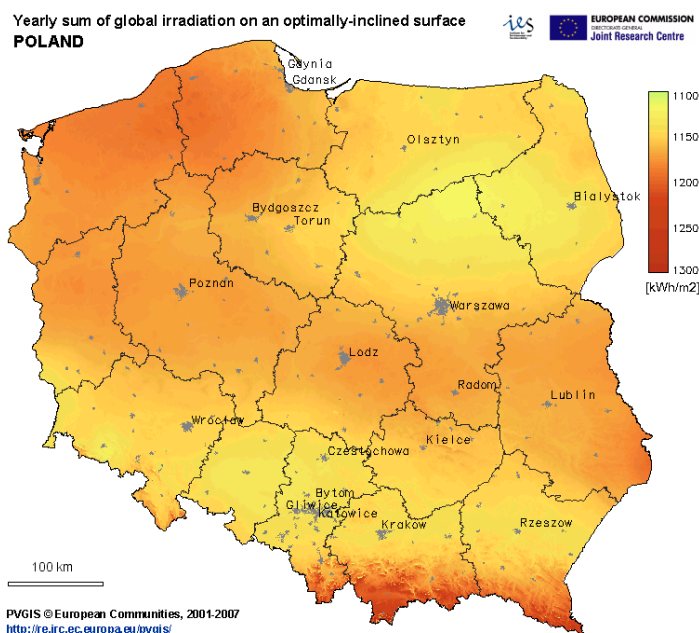 Yearly sum of global irradiation on an optimally-inclined surface
POLAND
ies
EUROPEAN COMMISSION
DIRECTORATE-GENERAL
Joint Research Centre
Gdynia
Gdansk
1100
1150
1200
1250
1300
[kWh/m2]
Olsztyn
Bialystok
Bydgoszcz
Torun
Poznan
Warszawa
Lodz
Radom
Lublin
Wroclaw
Kielce
Czestochowa
Bytom
Gliwice
Katowice
Krakow
Rzeszow
100 km
PVGIS © European Communities, 2001-2007
http://re.jrc.ec.europa.eu/pvgis/